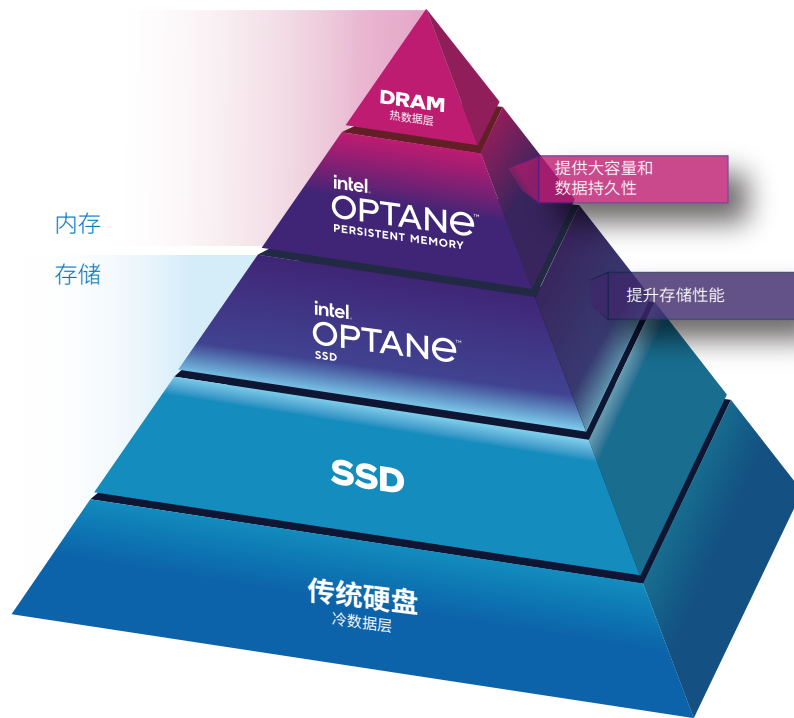 DRAM
热数据层
提供大容量和
数据持久性
intel.
OPTANe™
PERSISTENT MEMORY
内存
存储
提升存储性能
intel.
OPTANe™
SSD
SSD
传统硬盘
冷数据层